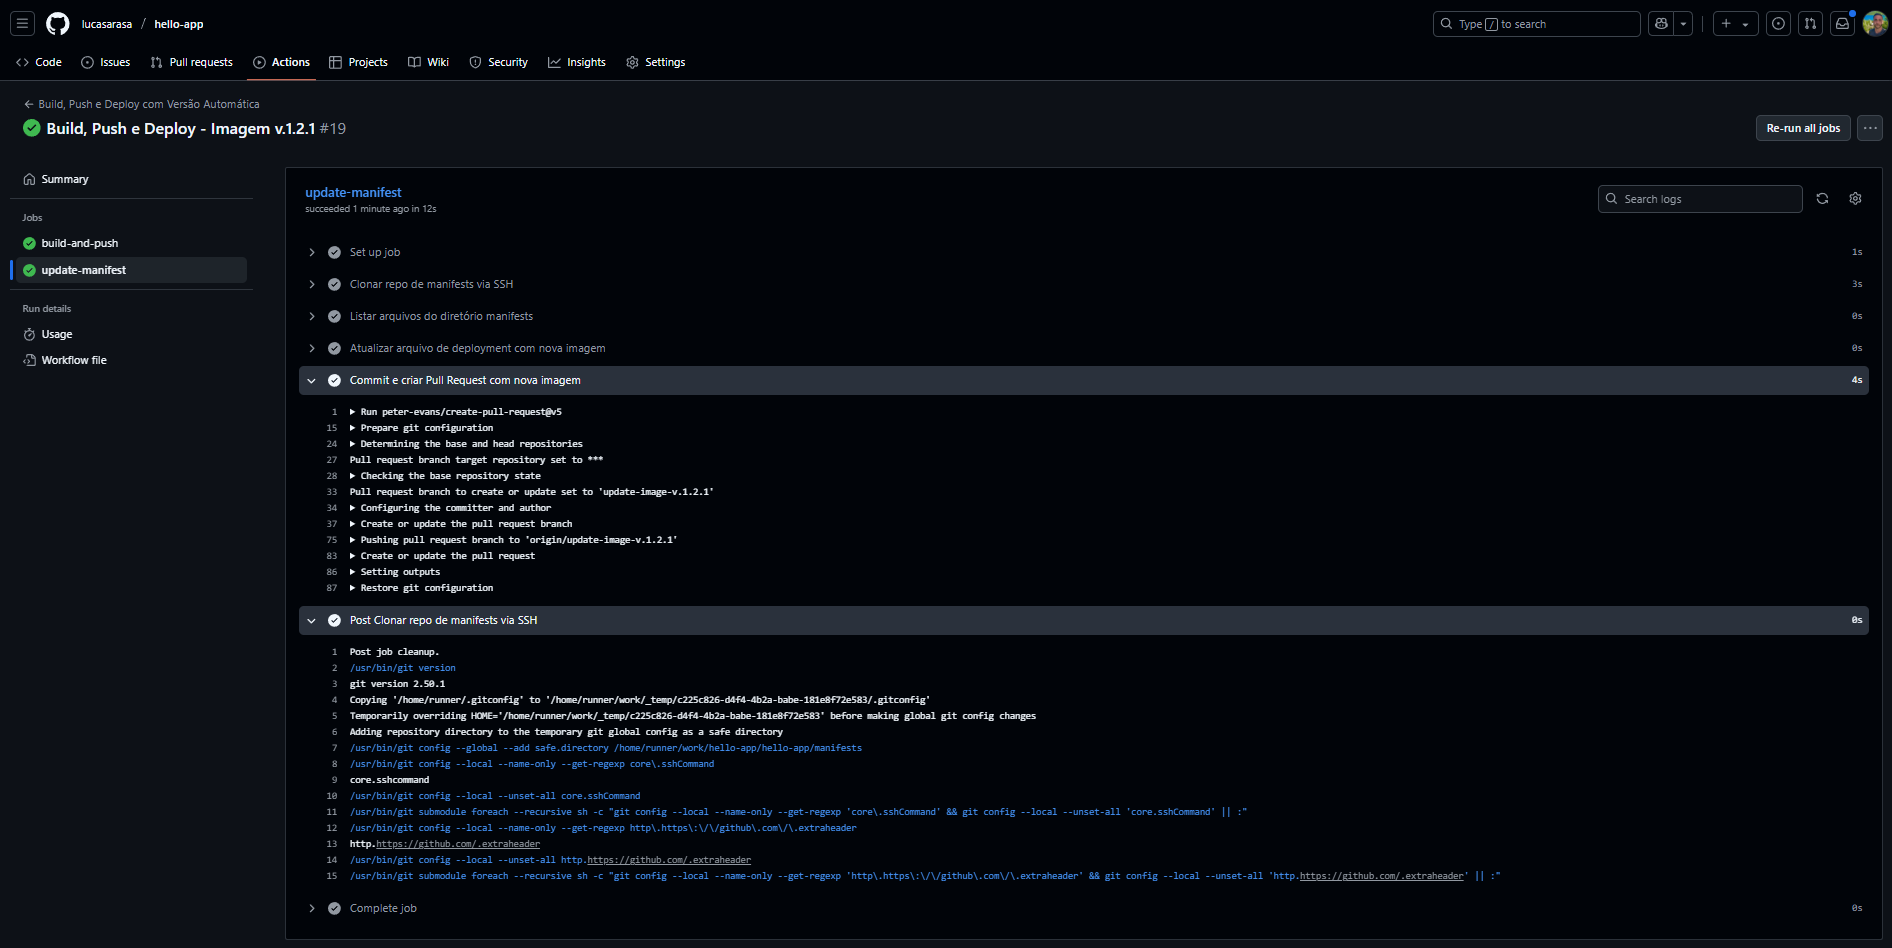 lucasarasa / hello-app
Type / to search
Code
Issues
Pull requests
Actions
Projects
Wiki
Security
Insights
Settings
Build, Push e Deploy com Versão Automática
Build, Push e Deploy - Imagem v.1.2.1 #19
Re-run all jobs
Summary
Jobs
build-and-push
update-manifest
Run details
Usage
Workflow file
update-manifest
succeeded 1 minute ago in 12s
Search logs
Set up job 1s
Clonar repo de manifests via SSH 3s
Listar arquivos do diretório manifests 0s
Atualizar arquivo de deployment com nova imagem 0s
Commit e criar Pull Request com nova imagem 4s
1 Run peter-evans/create-pull-request@v5
15 Prepare git configuration
24 Determining the base and head repositories
27 Pull request branch target repository set to ***
28 Checking the base repository state
33 Pull request branch to create or update set to 'update-image-v.1.2.1'
34 Configuring the committer and author
37 Create or update the pull request branch
75 Pushing pull request branch to 'origin/update-image-v.1.2.1'
83 Create or update the pull request
86 Setting outputs
87 Restore git configuration
Post Clonar repo de manifests via SSH 0s
1 Post job cleanup.
2 /usr/bin/git version
3 git version 2.50.1
4 Copying '/home/runner/.gitconfig' to '/home/runner/work/_temp/c225c826-d4f4-4b2a-babe-181e8f72e583/.gitconfig'
5 Temporarily overriding HOME='/home/runner/work/_temp/c225c826-d4f4-4b2a-babe-181e8f72e583' before making global git config changes
6 Adding repository directory to the temporary git global config as a safe directory
7 /usr/bin/git config --global --add safe.directory /home/runner/work/hello-app/hello-app/manifests
8 /usr/bin/git config --local --name-only --get-regexp core\.sshCommand
9 core.sshcommand
10 /usr/bin/git config --local --unset-all core.sshCommand
11 /usr/bin/git submodule foreach --recursive sh -c "git config --local --name-only --get-regexp 'core\.sshCommand' && git config --local --unset-all 'core.sshCommand' || :"
12 /usr/bin/git config --local --name-only --get-regexp http\.https\:\/\/github\.com\/\.extraheader
13 http.https://github.com/.extraheader
14 /usr/bin/git config --local --unset-all http.https://github.com/.extraheader
15 /usr/bin/git submodule foreach --recursive sh -c "git config --local --name-only --get-regexp 'http\.https\:\/\/github\.com\/\.extraheader' && git config --local --unset-all 'http.https://github.com/.extraheader' || :"
Complete job 0s